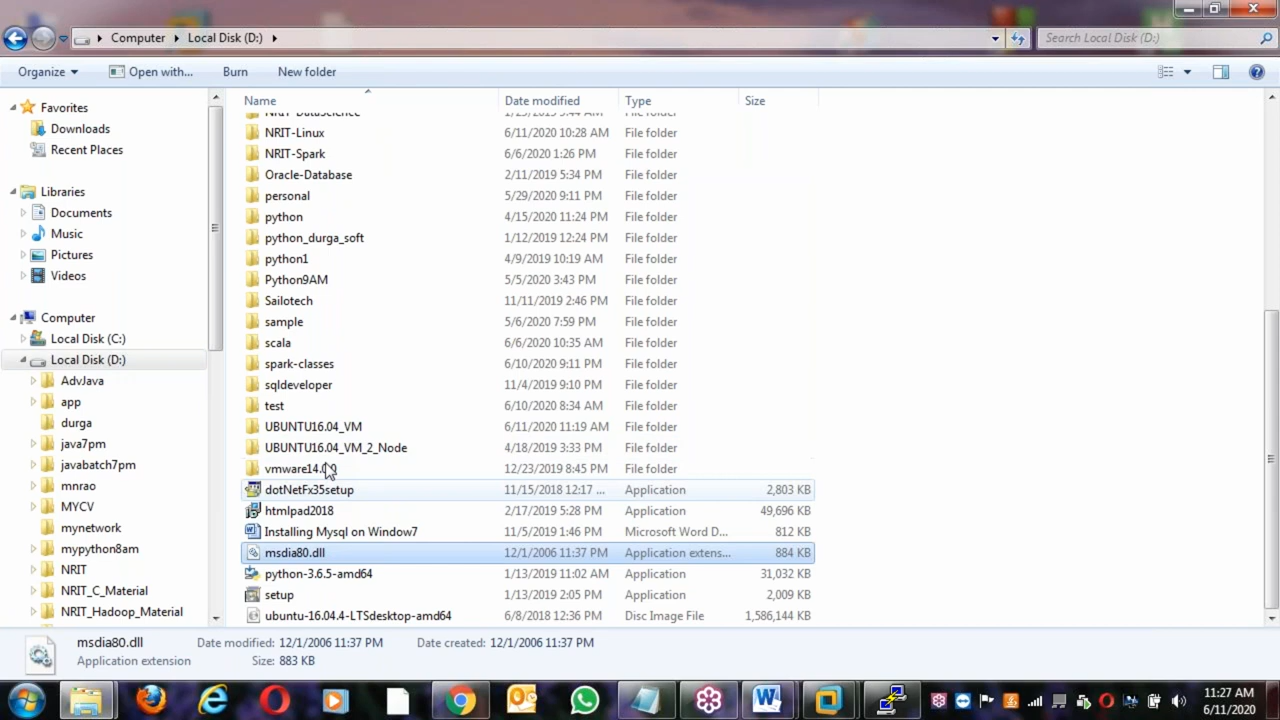 Computer Local Disk (D:)
Search Local Disk (D:)
Organize Open with... Burn New folder
Favorites
Downloads
Recent Places
Libraries
Documents
Music
Pictures
Videos
Computer
Local Disk (C:)
Local Disk (D:)
AdvJava
app
durga
java7pm
javabatch7pm
mnrao
MYCV
mynetwork
mypython8am
NRIT
NRIT_C_Material
NRIT_Hadoop_Material
Name Date modified Type Size
NRIT-DataScience 1/25/2019 5:44 AM File folder
NRIT-Linux 6/11/2020 10:28 AM File folder
NRIT-Spark 6/6/2020 1:26 PM File folder
Oracle-Database 2/11/2019 5:34 PM File folder
personal 5/29/2020 9:11 PM File folder
python 4/15/2020 11:24 PM File folder
python_durga_soft 1/12/2019 12:24 PM File folder
python1 4/9/2019 10:19 AM File folder
Python9AM 5/5/2020 3:43 PM File folder
Sailotech 11/11/2019 2:46 PM File folder
sample 5/6/2020 7:59 PM File folder
scala 6/6/2020 10:35 AM File folder
spark-classes 6/10/2020 9:11 PM File folder
sqldeveloper 11/4/2019 9:10 PM File folder
test 6/10/2020 8:34 AM File folder
UBUNTU16.04_VM 6/11/2020 11:19 AM File folder
UBUNTU16.04_VM_2_Node 4/18/2019 3:33 PM File folder
vmware14.0.0 12/23/2019 8:45 PM File folder
dotNetFx35setup 11/15/2018 12:17 ... Application 2,803 KB
htmlpad2018 2/17/2019 5:28 PM Application 49,696 KB
Installing Mysql on Window7 11/5/2019 1:46 PM Microsoft Word D... 812 KB
msdia80.dll 12/1/2006 11:37 PM Application extens... 884 KB
python-3.6.5-amd64 1/13/2019 11:02 AM Application 31,032 KB
setup 1/13/2019 2:05 PM Application 2,009 KB
ubuntu-16.04.4-LTSdesktop-amd64 6/8/2018 12:36 PM Disc Image File 1,586,144 KB
msdia80.dll Date modified: 12/1/2006 11:37 PM Date created: 12/1/2006 11:37 PM
Application extension Size: 883 KB
11:27 AM
6/11/2020